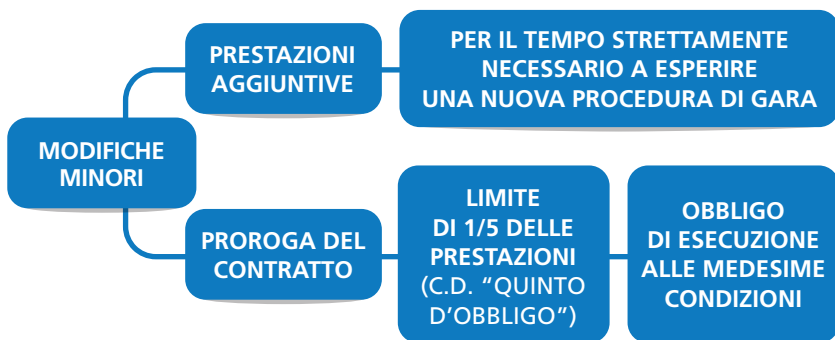 MODIFICHE
MINORI
PRESTAZIONI
AGGIUNTIVE
PER IL TEMPO STRETTAMENTE
NECESSARIO A ESPERIRE
UNA NUOVA PROCEDURA DI GARA
PROROGA DEL
CONTRATTO
LIMITE
DI 1/5 DELLE
PRESTAZIONI
(C.D. “QUINTO
D’OBBLIGO”)
OBBLIGO
DI ESECUZIONE
ALLE MEDESIME
CONDIZIONI